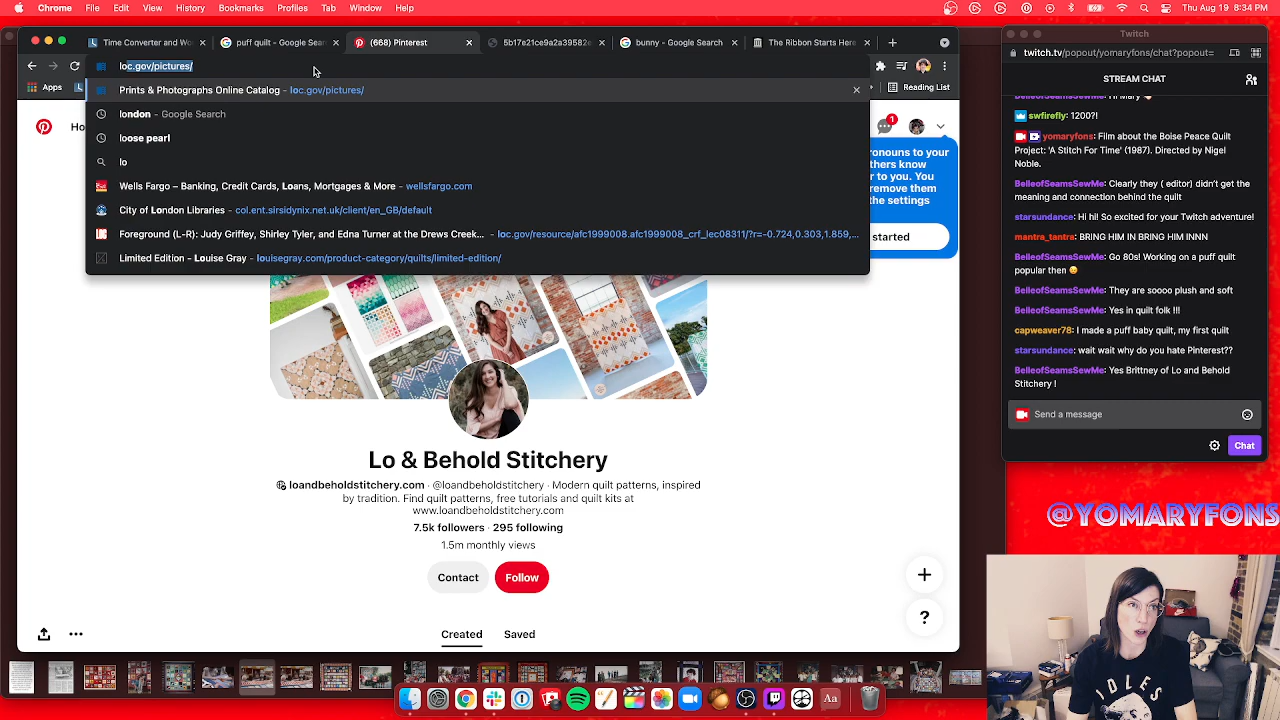 Chrome File Edit View History Bookmarks Profiles Tab Window Help
Thu Aug 19 8:34 PM
Time Converter and Wo
puff quilt - Google Sear
(668) Pinterest
5b17e21ce9a2a39582e
bunny - Google Search
The Ribbon Starts Here
loc.gov/pictures/
Apps
Reading List
Prints & Photographs Online Catalog – loc.gov/pictures/
london - Google Search
loose pearl
lo
Wells Fargo – Banking, Credit Cards, Loans, Mortgages & More - wellsfargo.com
City of London Libraries - col.ent.sirsidynix.net.uk/client/en_GB/default
Foreground (L-R): Judy Griffey, Shirley Tyler, and Edna Turner at the Drews Creek... - loc.gov/resource/afc1999008.afc1999008_crf_lec08311/?r=-0.724,0.303,1.859,...
Limited Edition – Louise Gray - louisegray.com/product-category/quilts/limited-edition/
Ho
1
ronouns to your
thers know
r to you. You
remove them
the settings
started
Lo & Behold Stitchery
loandbeholdstitchery.com · @loandbeholdstitchery · Modern quilt patterns, inspired
by tradition. Find quilt patterns, free tutorials and quilt kits at
www.loandbeholdstitchery.com
7.5k followers · 295 following
1.5m monthly views
Contact
Follow
?
Created Saved
Twitch
twitch.tv/popout/yomaryfons/chat?popout=
STREAM CHAT
BelleofSeamsSewMe: Hi Mary
swfirefly: 1200?!
yomaryfons: Film about the Boise Peace Quilt
Project: 'A Stitch For Time' (1987). Directed by Nigel
Noble.
BelleofSeamsSewMe: Clearly they ( editor) didn't get the
meaning and connection behind the quilt
starsundance: Hi hi! So excited for your Twitch adventure!
mantra_tantra: BRING HIM IN BRING HIM INNN
BelleofSeamsSewMe: Go 80s! Working on a puff quilt
popular then
BelleofSeamsSewMe: They are soooo plush and soft
BelleofSeamsSewMe: Yes in quilt folk !!!
capweaver78: I made a puff baby quilt, my first quilt
starsundance: wait wait why do you hate Pinterest??
BelleofSeamsSewMe: Yes Brittney of Lo and Behold
Stitchery !
Send a message
Chat
@YOMARYFONS
Aa